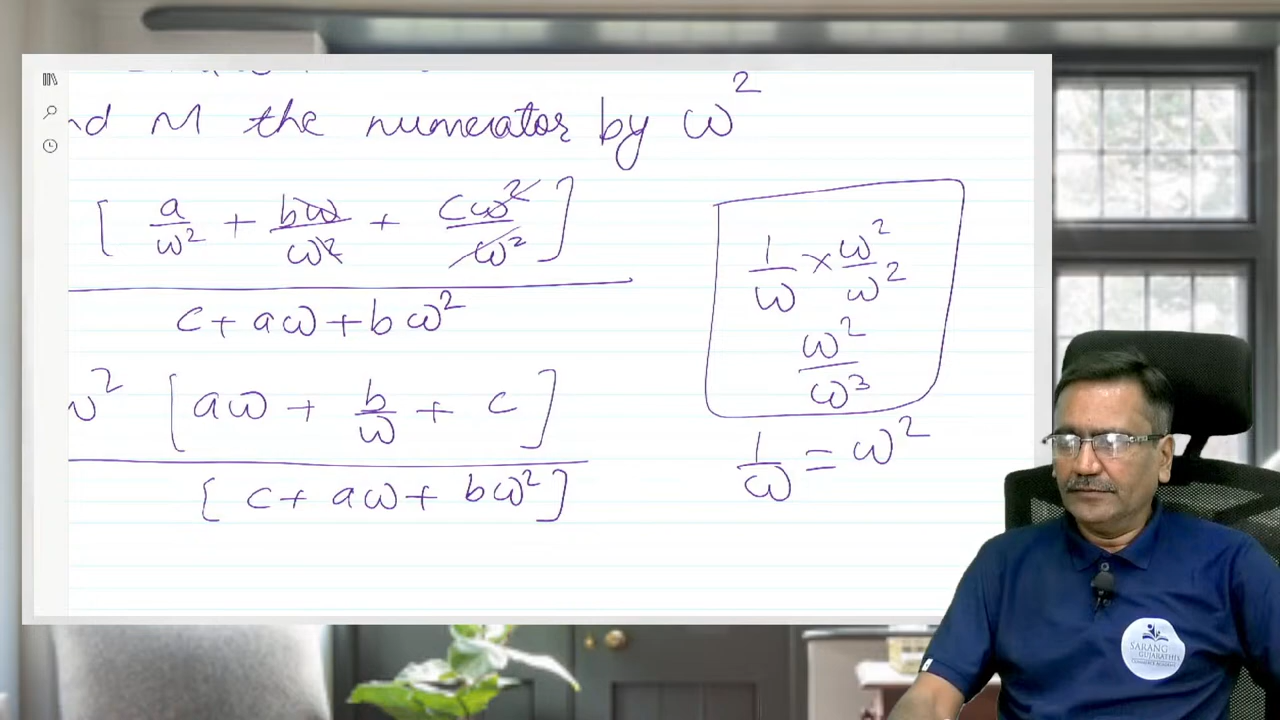 nd M the numerator by ω²
[ a/ω² + bω/ω² + cω²/ω² ]
c + aω + bω²
ω² [ aω + b/ω + c ]
[ c + aω + bω² ]
1/ω × ω²/ω²
ω²/ω³
1/ω = ω²
SARANG
GUJARATHIS